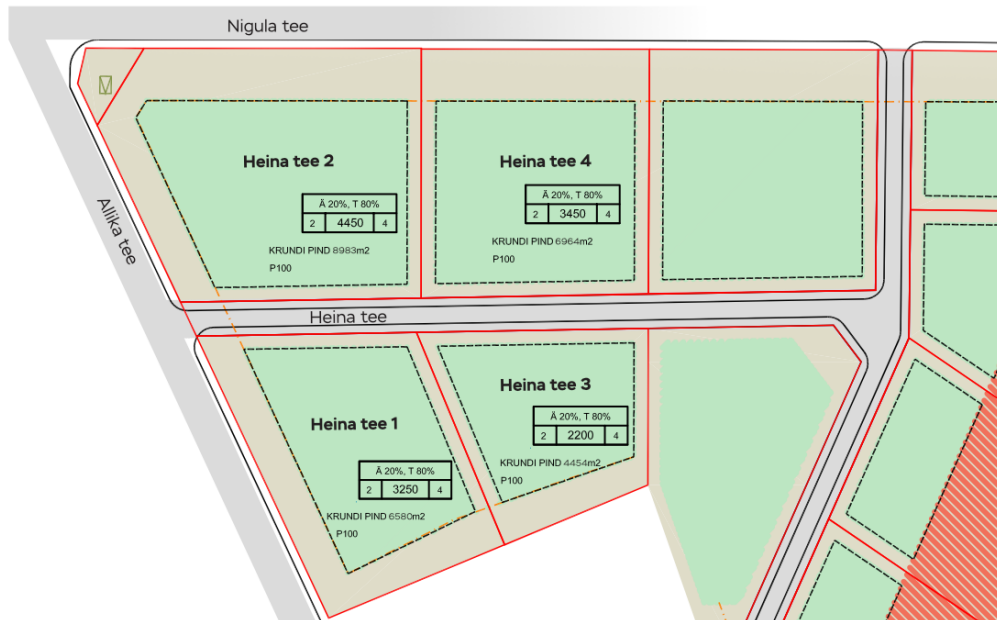 Nigula tee
Allika tee
Heina tee 2
Ä 20%, T 80%
2 4450 4
KRUNDI PIND 8983m2
P100
Heina tee 4
Ä 20%, T 80%
2 3450 4
KRUNDI PIND 6964m2
P100
Heina tee
Heina tee 1
Ä 20%, T 80%
2 3250 4
KRUNDI PIND 6580m2
P100
Heina tee 3
Ä 20%, T 80%
2 2200 4
KRUNDI PIND 4454m2
P100